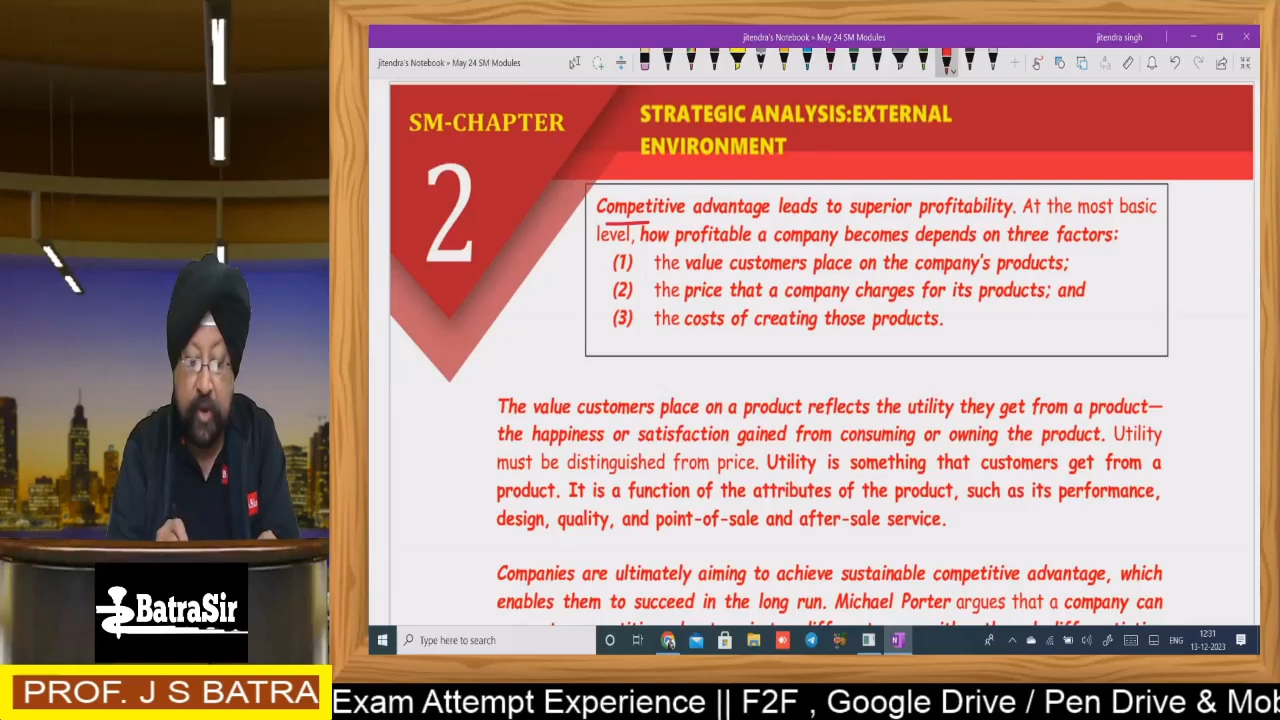 jitendra's Notebook » May 24 SM Modules
jitendra singh
jitendra's Notebook » May 24 SM Modules
SM-CHAPTER
2
STRATEGIC ANALYSIS:EXTERNAL
ENVIRONMENT
Competitive advantage leads to superior profitability. At the most basic
level, how profitable a company becomes depends on three factors:
(1) the value customers place on the company's products;
(2) the price that a company charges for its products; and
(3) the costs of creating those products.
The value customers place on a product reflects the utility they get from a product—
the happiness or satisfaction gained from consuming or owning the product. Utility
must be distinguished from price. Utility is something that customers get from a
product. It is a function of the attributes of the product, such as its performance,
design, quality, and point-of-sale and after-sale service.
Companies are ultimately aiming to achieve sustainable competitive advantage, which
enables them to succeed in the long run. Michael Porter argues that a company can
Type here to search
ENG
12:31
13-12-2023
BatraSir
PROF. J S BATRA
Exam Attempt Experience || F2F , Google Drive / Pen Drive & Mob